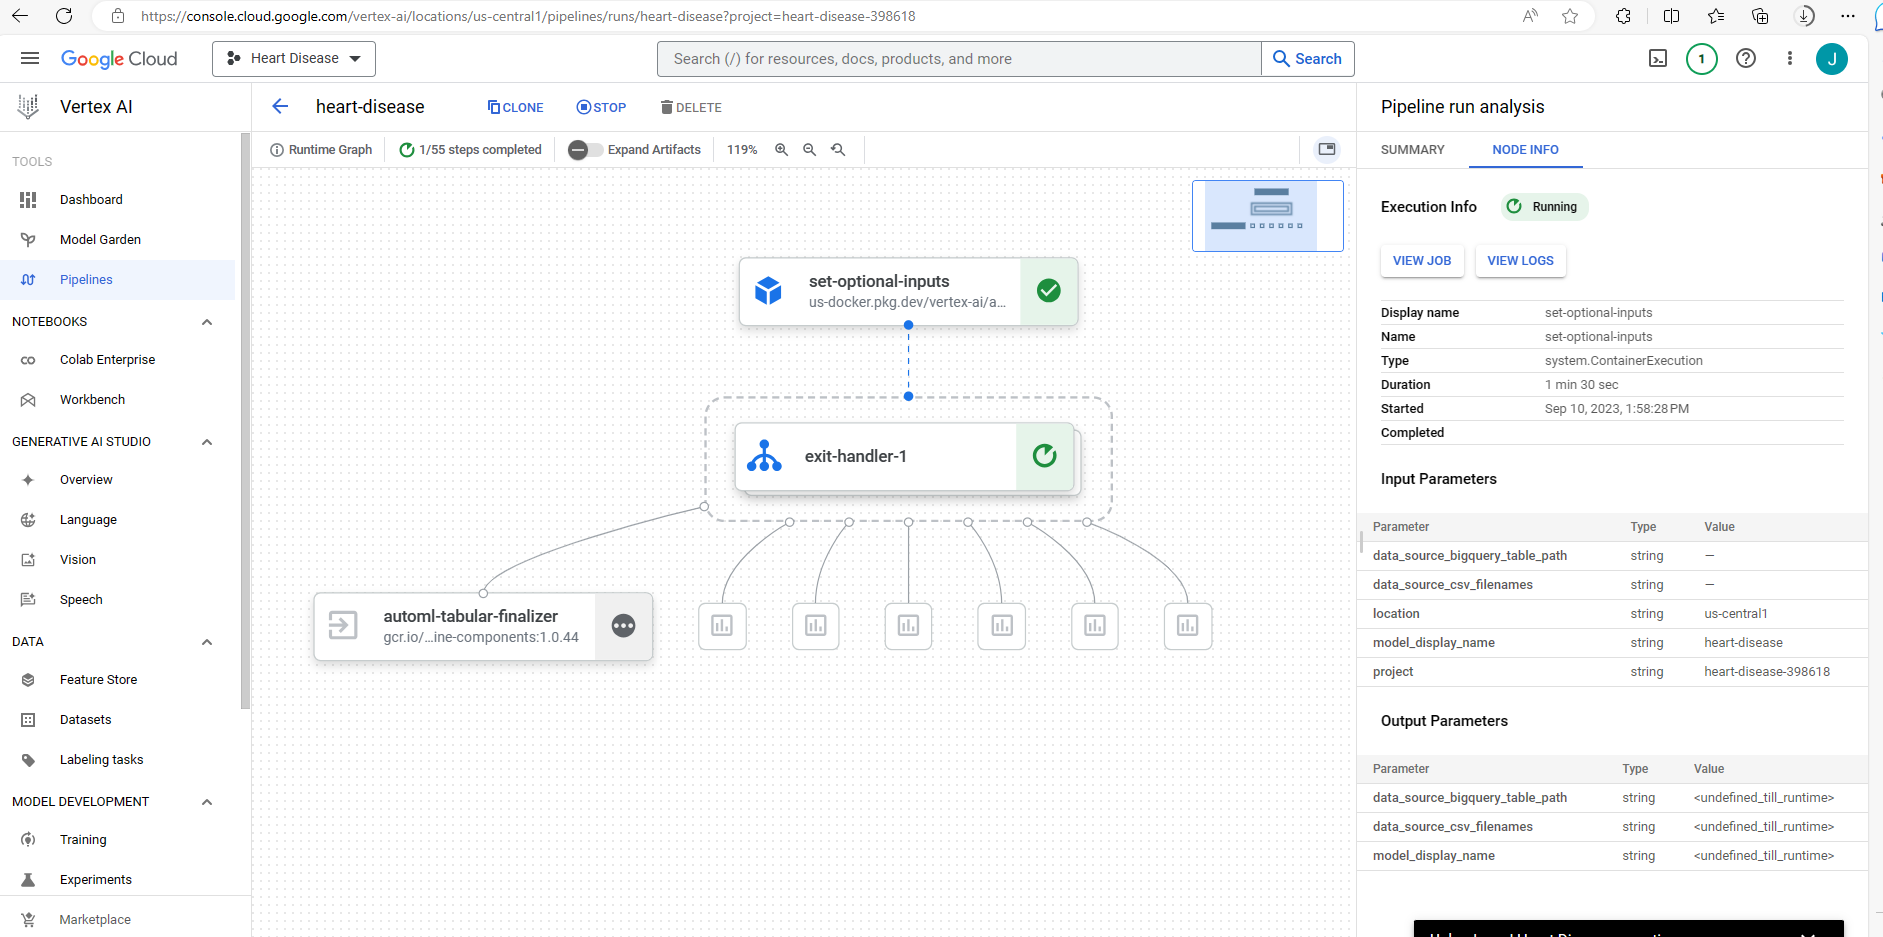 https://console.cloud.google.com/vertex-ai/locations/us-central1/pipelines/runs/heart-disease?project=heart-disease-398618
Google Cloud
Heart Disease
Search (/) for resources, docs, products, and more
Search
1
J
Vertex AI
TOOLS
Dashboard
Model Garden
Pipelines
NOTEBOOKS
Colab Enterprise
Workbench
GENERATIVE AI STUDIO
Overview
Language
Vision
Speech
DATA
Feature Store
Datasets
Labeling tasks
MODEL DEVELOPMENT
Training
Experiments
Marketplace
heart-disease
CLONE
STOP
DELETE
Runtime Graph
1/55 steps completed
Expand Artifacts
119%
set-optional-inputs
us-docker.pkg.dev/vertex-ai/a...
exit-handler-1
automl-tabular-finalizer
gcr.io/...ine-components:1.0.44
Pipeline run analysis
SUMMARY
NODE INFO
Execution Info
Running
VIEW JOB
VIEW LOGS
Display name set-optional-inputs
Name set-optional-inputs
Type system.ContainerExecution
Duration 1 min 30 sec
Started Sep 10, 2023, 1:58:28 PM
Completed
Input Parameters
Parameter Type Value
data_source_bigquery_table_path string —
data_source_csv_filenames string —
location string us-central1
model_display_name string heart-disease
project string heart-disease-398618
Output Parameters
Parameter Type Value
data_source_bigquery_table_path string <undefined_till_runtime>
data_source_csv_filenames string <undefined_till_runtime>
model_display_name string <undefined_till_runtime>